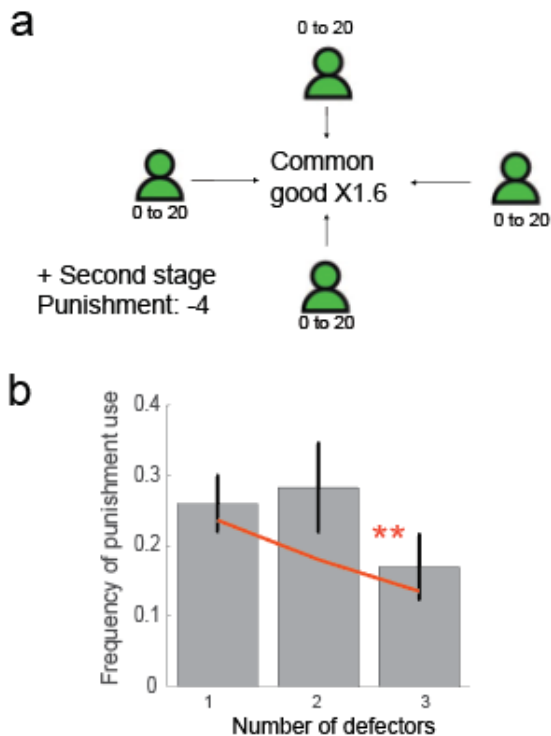 a
0 to 20
Common
good X1.6
0 to 20
0 to 20
+ Second stage
Punishment: -4
0 to 20
b
Frequency of punishment use
0.4
0.3
0.2
0.1
0
**
1
2
3
Number of defectors